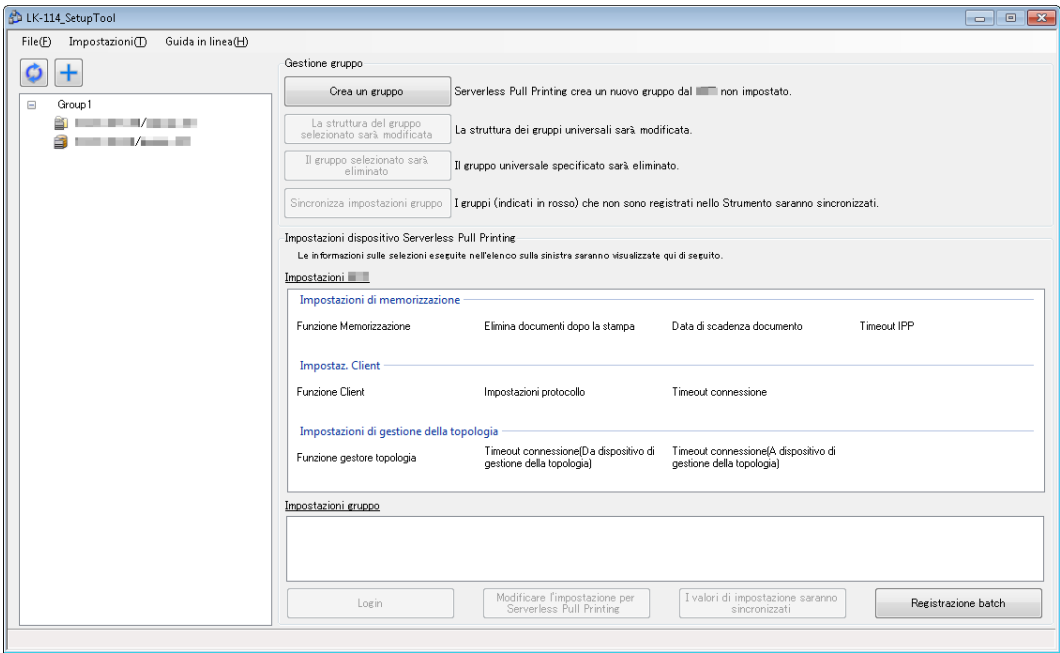 LK-114_SetupTool
File(F) Impostazioni(T) Guida in linea(H)
Group1
/
/
Gestione gruppo
Crea un gruppo
Serverless Pull Printing crea un nuovo gruppo dal non impostato.
La struttura del gruppo
selezionato sarà modificata
La struttura dei gruppi universali sarà modificata.
Il gruppo selezionato sarà
eliminato
Il gruppo universale specificato sarà eliminato.
Sincronizza impostazioni gruppo
I gruppi (indicati in rosso) che non sono registrati nello Strumento saranno sincronizzati.
Impostazioni dispositivo Serverless Pull Printing
Le informazioni sulle selezioni eseguite nell'elenco sulla sinistra saranno visualizzate qui di seguito.
Impostazioni
Impostazioni di memorizzazione
Funzione Memorizzazione Elimina documenti dopo la stampa Data di scadenza documento Timeout IPP
Impostaz. Client
Funzione Client Impostazioni protocollo Timeout connessione
Impostazioni di gestione della topologia
Funzione gestore topologia
Timeout connessione(Da dispositivo di
gestione della topologia)
Timeout connessione(A dispositivo di
gestione della topologia)
Impostazioni gruppo
Login
Modificare l'impostazione per
Serverless Pull Printing
I valori di impostazione saranno
sincronizzati
Registrazione batch